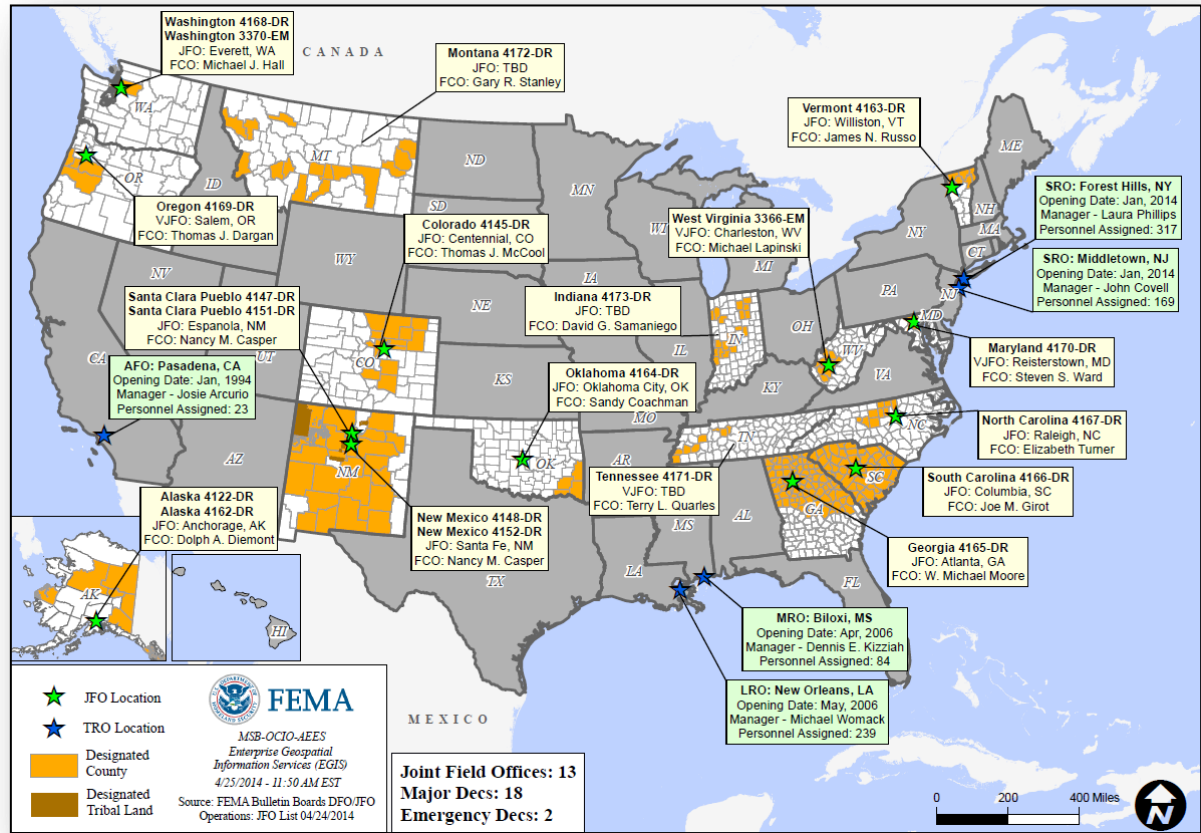 Washington 4168-DR
Washington 3370-EM
JFO: Everett, WA
FCO: Michael J. Hall
CANADA
Montana 4172-DR
JFO: TBD
FCO: Gary R. Stanley
Vermont 4163-DR
JFO: Williston, VT
FCO: James N. Russo
WA
MT
ND
MN
ME
OR
ID
SD
WI
NH
NY
MA
CT
SRO: Forest Hills, NY
Opening Date: Jan, 2014
Manager - Laura Phillips
Personnel Assigned: 317
Oregon 4169-DR
VJFO: Salem, OR
FCO: Thomas J. Dargan
Colorado 4145-DR
JFO: Centennial, CO
FCO: Thomas J. McCool
West Virginia 3366-EM
VJFO: Charleston, WV
FCO: Michael Lapinski
WY
MI
IA
NE
PA
NJ
SRO: Middletown, NJ
Opening Date: Jan, 2014
Manager - John Covell
Personnel Assigned: 169
NV
Santa Clara Pueblo 4147-DR
Santa Clara Pueblo 4151-DR
JFO: Espanola, NM
FCO: Nancy M. Casper
Indiana 4173-DR
JFO: TBD
FCO: David G. Samaniego
OH
MD
IN
IL
WV
CA
UT
CO
KS
KY
VA
AFO: Pasadena, CA
Opening Date: Jan, 1994
Manager - Josie Arcurio
Personnel Assigned: 23
Oklahoma 4164-DR
JFO: Oklahoma City, OK
FCO: Sandy Coachman
Maryland 4170-DR
VJFO: Reisterstown, MD
FCO: Steven S. Ward
MO
North Carolina 4167-DR
JFO: Raleigh, NC
FCO: Elizabeth Turner
NC
TN
AZ
NM
OK
AR
SC
Tennessee 4171-DR
VJFO: TBD
FCO: Terry L. Quarles
South Carolina 4166-DR
JFO: Columbia, SC
FCO: Joe M. Girot
Alaska 4122-DR
Alaska 4162-DR
JFO: Anchorage, AK
FCO: Dolph A. Diemont
New Mexico 4148-DR
New Mexico 4152-DR
JFO: Santa Fe, NM
FCO: Nancy M. Casper
MS
AL
GA
Georgia 4165-DR
JFO: Atlanta, GA
FCO: W. Michael Moore
TX
LA
FL
AK
HI
MRO: Biloxi, MS
Opening Date: Apr, 2006
Manager - Dennis E. Kizziah
Personnel Assigned: 84
LRO: New Orleans, LA
Opening Date: May, 2006
Manager - Michael Womack
Personnel Assigned: 239
MEXICO
JFO Location
TRO Location
Designated
County
Designated
Tribal Land
FEMA
MSB-OCIO-AEES
Enterprise Geospatial
Information Services (EGIS)
4/25/2014 - 11:50 AM EST
Source: FEMA Bulletin Boards DFO/JFO
Operations: JFO List 04/24/2014
Joint Field Offices: 13
Major Decs: 18
Emergency Decs: 2
0 200 400 Miles
N